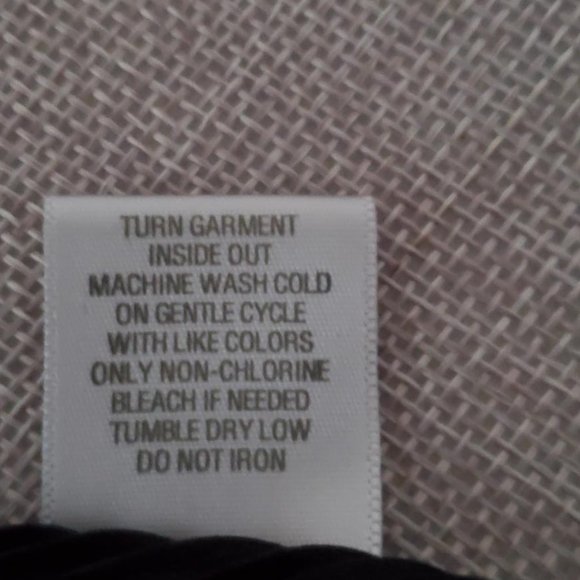 TURN GARMENT
INSIDE OUT
MACHINE WASH COLD
ON GENTLE CYCLE
WITH LIKE COLORS
ONLY NON-CHLORINE
BLEACH IF NEEDED
TUMBLE DRY LOW
DO NOT IRON